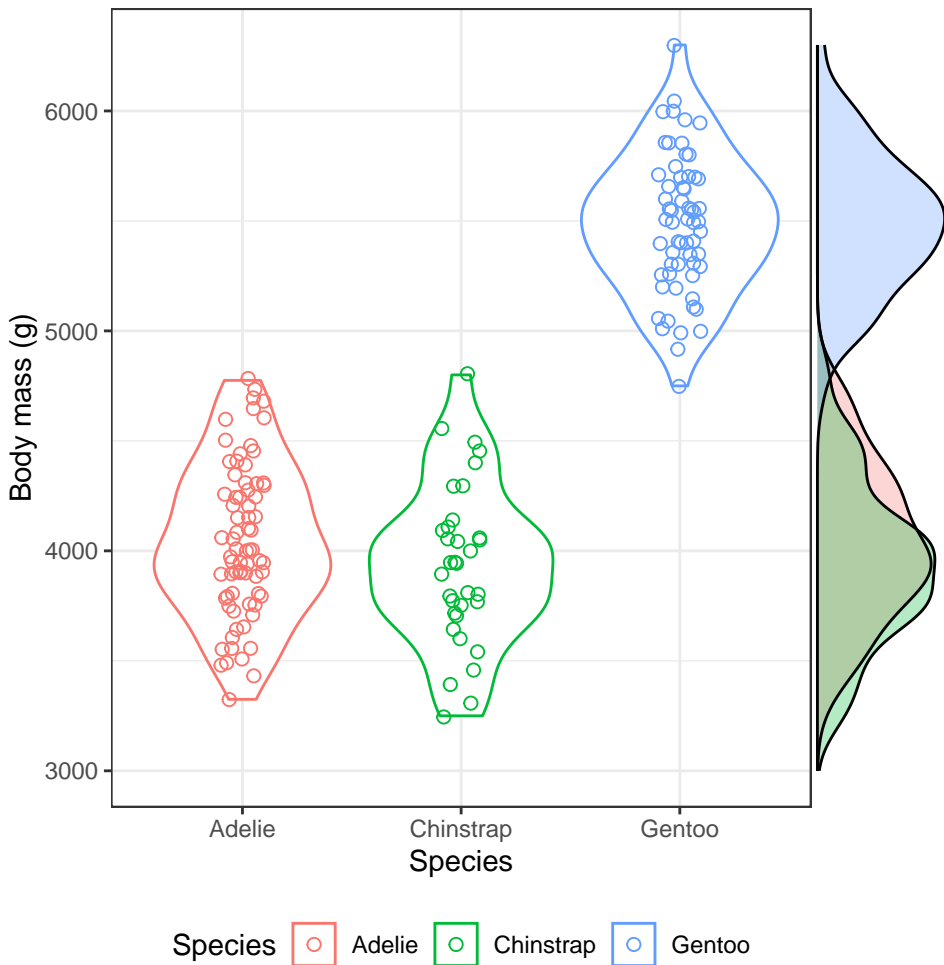 Body mass (g)
6000
5000
4000
3000
Adelie Chinstrap Gentoo
Species
Species Adelie Chinstrap Gentoo